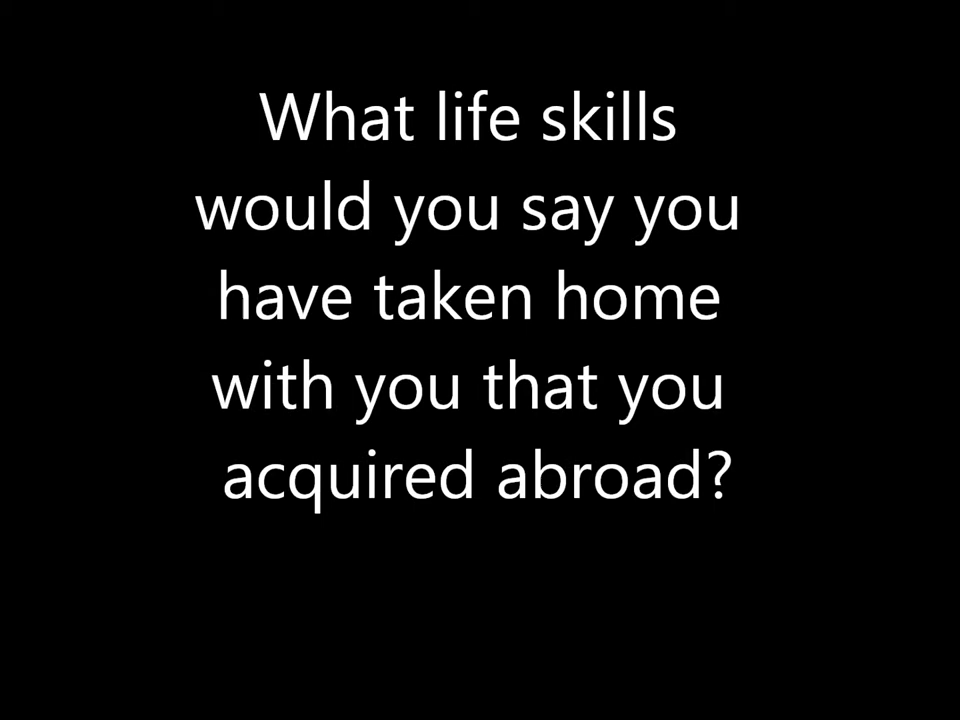 What life skills
would you say you
have taken home
with you that you
acquired abroad?